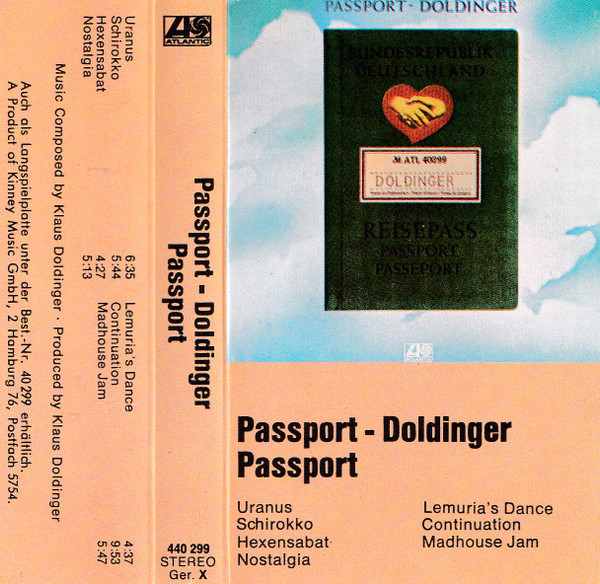 ATLANTIC
Uranus 6:35
Schirokko 5:44
Hexensabat 4:27
Nostalgia 5:13
Lemuria's Dance 4:37
Continuation 9:53
Madhouse Jam 5:47
Music Composed by Klaus Doldinger · Produced by Klaus Doldinger
Auch als Langspielplatte unter der Best.-Nr. 40 299 erhältlich.
A Product of Kinney Music GmbH, 2 Hamburg 76, Postfach 5754.
Passport - Doldinger
Passport
440 299
STEREO
Ger. X
PASSPORT - DOLDINGER
BUNDESREPUBLIK
DEUTSCHLAND
ATL 40299
DOLDINGER
REISEPASS
PASSPORT
PASSEPORT
Passport - Doldinger
Passport
Uranus
Schirokko
Hexensabat
Nostalgia
Lemuria's Dance
Continuation
Madhouse Jam